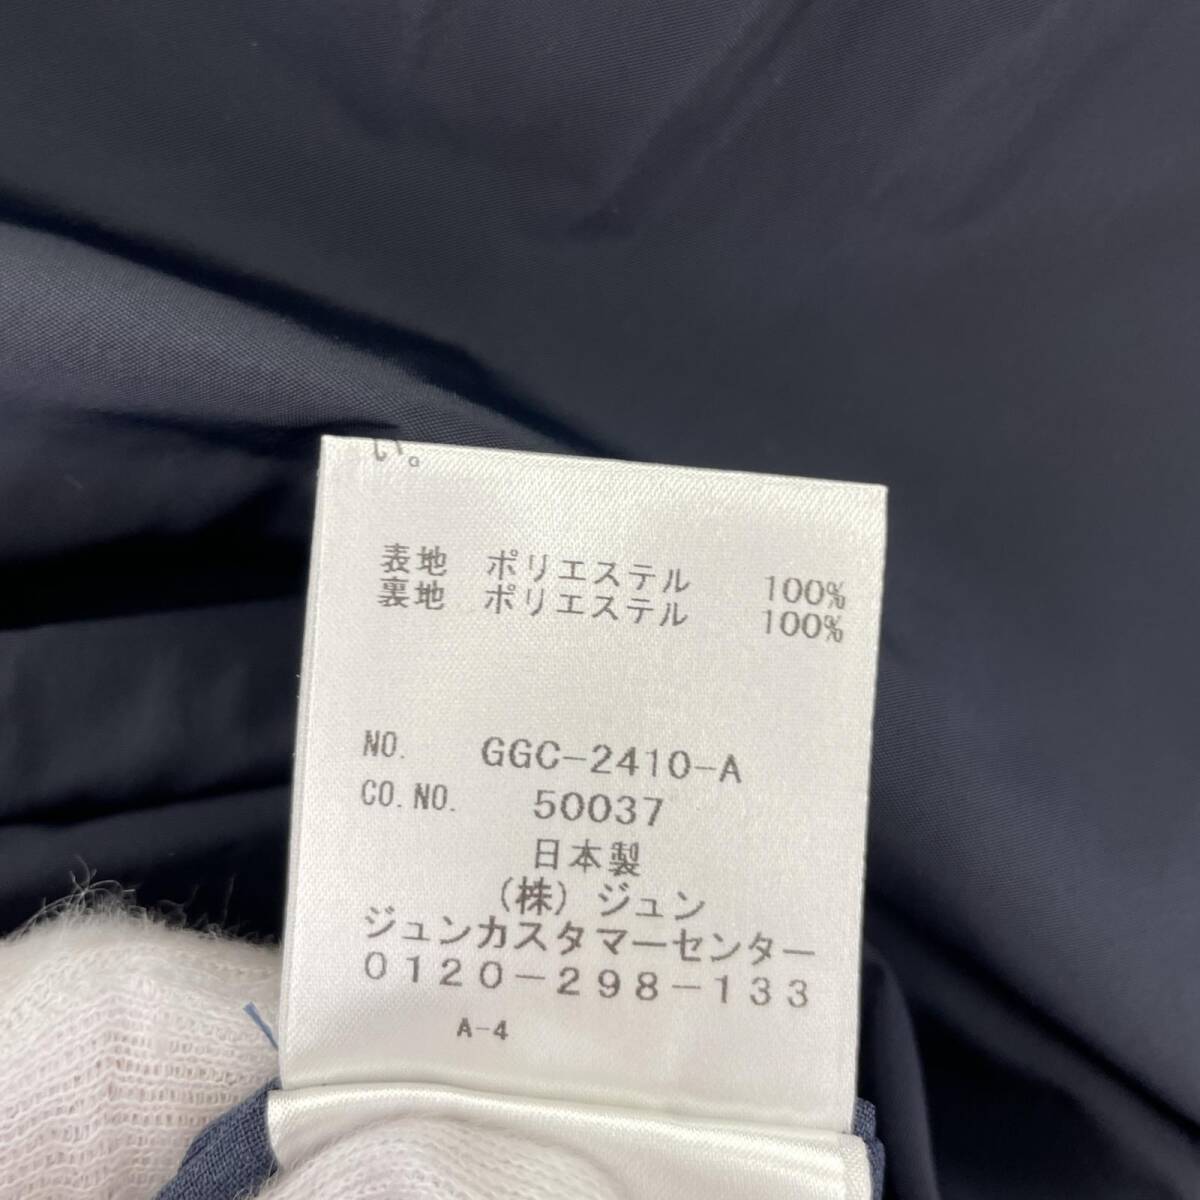 い。
表地 ポリエステル 100%
裏地 ポリエステル 100%
NO. GGC-2410-A
CO.NO. 50037
日本製
(株) ジュン
ジュンカスタマーセンター
0120-298-133
A-4